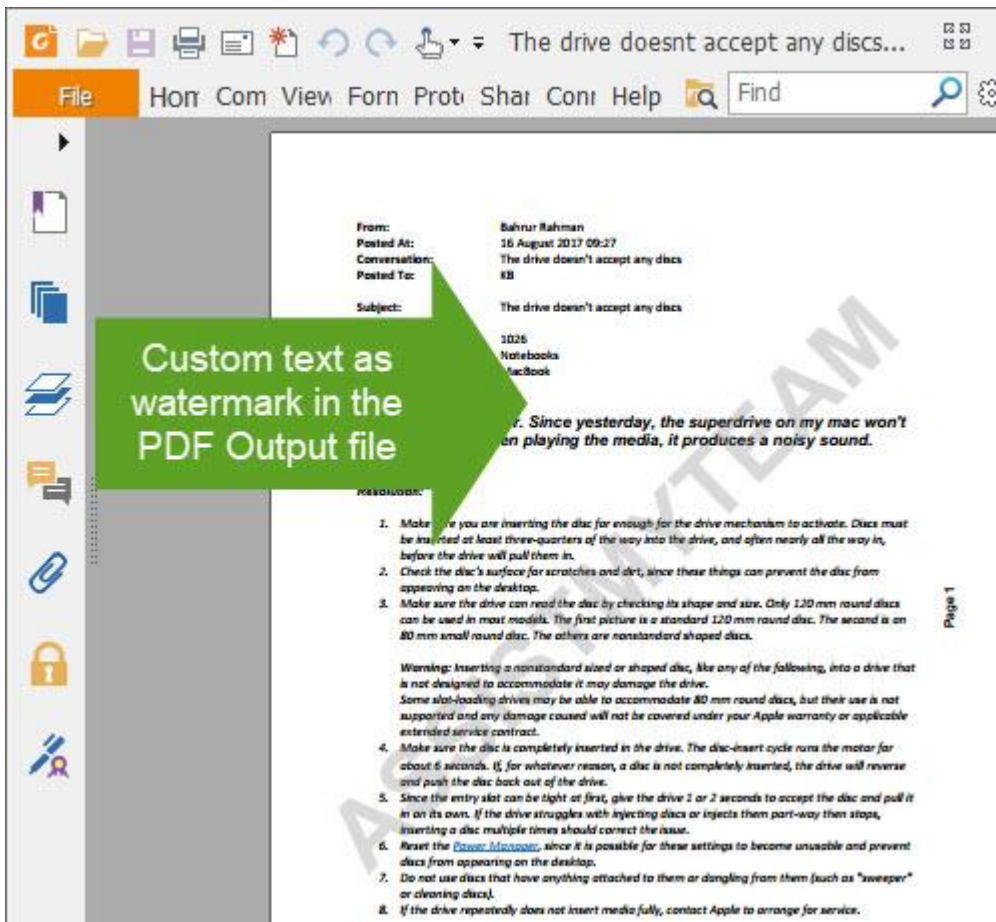 The drive doesnt accept any discs...
File Hon Com View Forn Prot Shar Conr Help Find
From: Bahrur Rahman
Posted At: 16 August 2017 09:27
Conversation: The drive doesn't accept any discs
Posted To: KB
Subject: The drive doesn't accept any discs
1026
Notebooks
MacBook
Custom text as
watermark in the
PDF Output file
r. Since yesterday, the superdrive on my mac won't
en playing the media, it produces a noisy sound.
Resolution:
1. Make sure you are inserting the disc far enough for the drive mechanism to activate. Discs must
be inserted at least three-quarters of the way into the drive, and often nearly all the way in,
before the drive will pull them in.
2. Check the disc's surface for scratches and dirt, since these things can prevent the disc from
appearing on the desktop.
3. Make sure the drive can read the disc by checking its shape and size. Only 120 mm round discs
can be used in most models. The first picture is a standard 120 mm round disc. The second is an
80 mm small round disc. The others are nonstandard shaped discs.
Warning: Inserting a nonstandard sized or shaped disc, like any of the following, into a drive that
is not designed to accommodate it may damage the drive.
Some slot-loading drives may be able to accommodate 80 mm round discs, but their use is not
supported and any damage caused will not be covered under your Apple warranty or applicable
extended service contract.
4. Make sure the disc is completely inserted in the drive. The disc-insert cycle runs the motor for
about 6 seconds. If, for whatever reason, a disc is not completely inserted, the drive will reverse
and push the disc back out of the drive.
5. Since the entry slot can be tight at first, give the drive 1 or 2 seconds to accept the disc and pull it
in on its own. If the drive struggles with injecting discs or injects them part-way then stops,
inserting a disc multiple times should correct the issue.
6. Reset the Power Manager, since it is possible for these settings to become unusable and prevent
discs from appearing on the desktop.
7. Do not use discs that have anything attached to them or dangling from them (such as "sweeper"
or cleaning discs).
8. If the drive repeatedly does not insert media fully, contact Apple to arrange for service.
Page 1
ASSISTMYTEAM